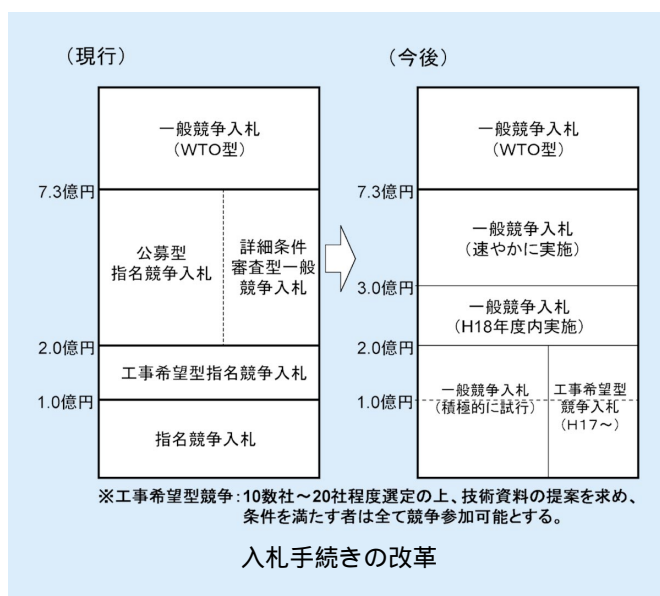 （現行）
一般競争入札
（WTO型）
7.3億円
公募型
指名競争入札
詳細条件
審査型一般
競争入札
2.0億円
工事希望型指名競争入札
1.0億円
指名競争入札
（今後）
一般競争入札
（WTO型）
7.3億円
一般競争入札
（速やかに実施）
3.0億円
一般競争入札
（H18年度内実施）
2.0億円
一般競争入札
（積極的に試行）
工事希望型
競争入札
（H17～）
1.0億円
※工事希望型競争：10数社～20社程度選定の上、技術資料の提案を求め、
条件を満たす者は全て競争参加可能とする。
入札手続きの改革